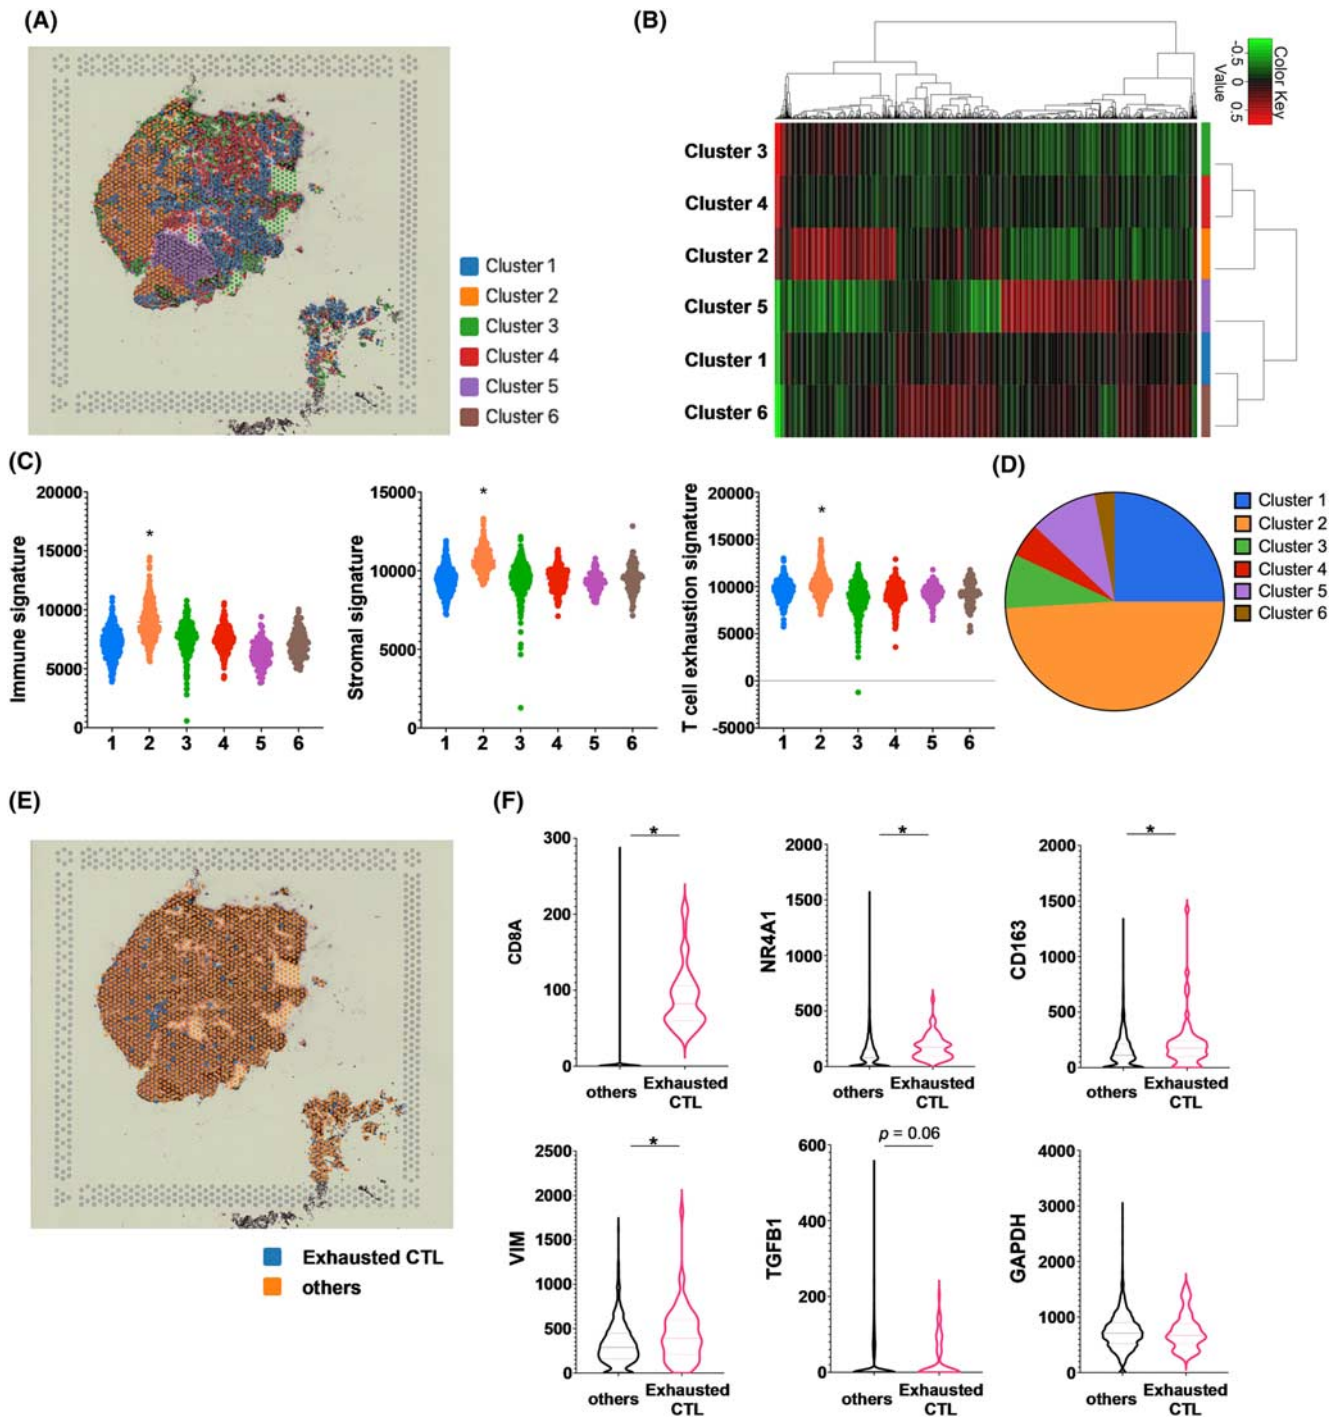 (A)
Cluster 1
Cluster 2
Cluster 3
Cluster 4
Cluster 5
Cluster 6
(B)
Color Key
Value
-0.5 0 0.5
Cluster 3
Cluster 4
Cluster 2
Cluster 5
Cluster 1
Cluster 6
(C)
Immune signature
20000
15000
10000
5000
0
*
1 2 3 4 5 6
Stromal signature
15000
10000
5000
0
*
1 2 3 4 5 6
T cell exhaustion signature
20000
15000
10000
5000
0
-5000
*
1 2 3 4 5 6
(D)
Cluster 1
Cluster 2
Cluster 3
Cluster 4
Cluster 5
Cluster 6
(E)
Exhausted CTL
others
(F)
CD8A
300
200
100
0
*
others Exhausted
CTL
NR4A1
2000
1500
1000
500
0
*
others Exhausted
CTL
CD163
2000
1500
1000
500
0
*
others Exhausted
CTL
VIM
2500
2000
1500
1000
500
0
*
others Exhausted
CTL
TGFB1
600
400
200
0
p = 0.06
others Exhausted
CTL
GAPDH
4000
3000
2000
1000
0
others Exhausted
CTL